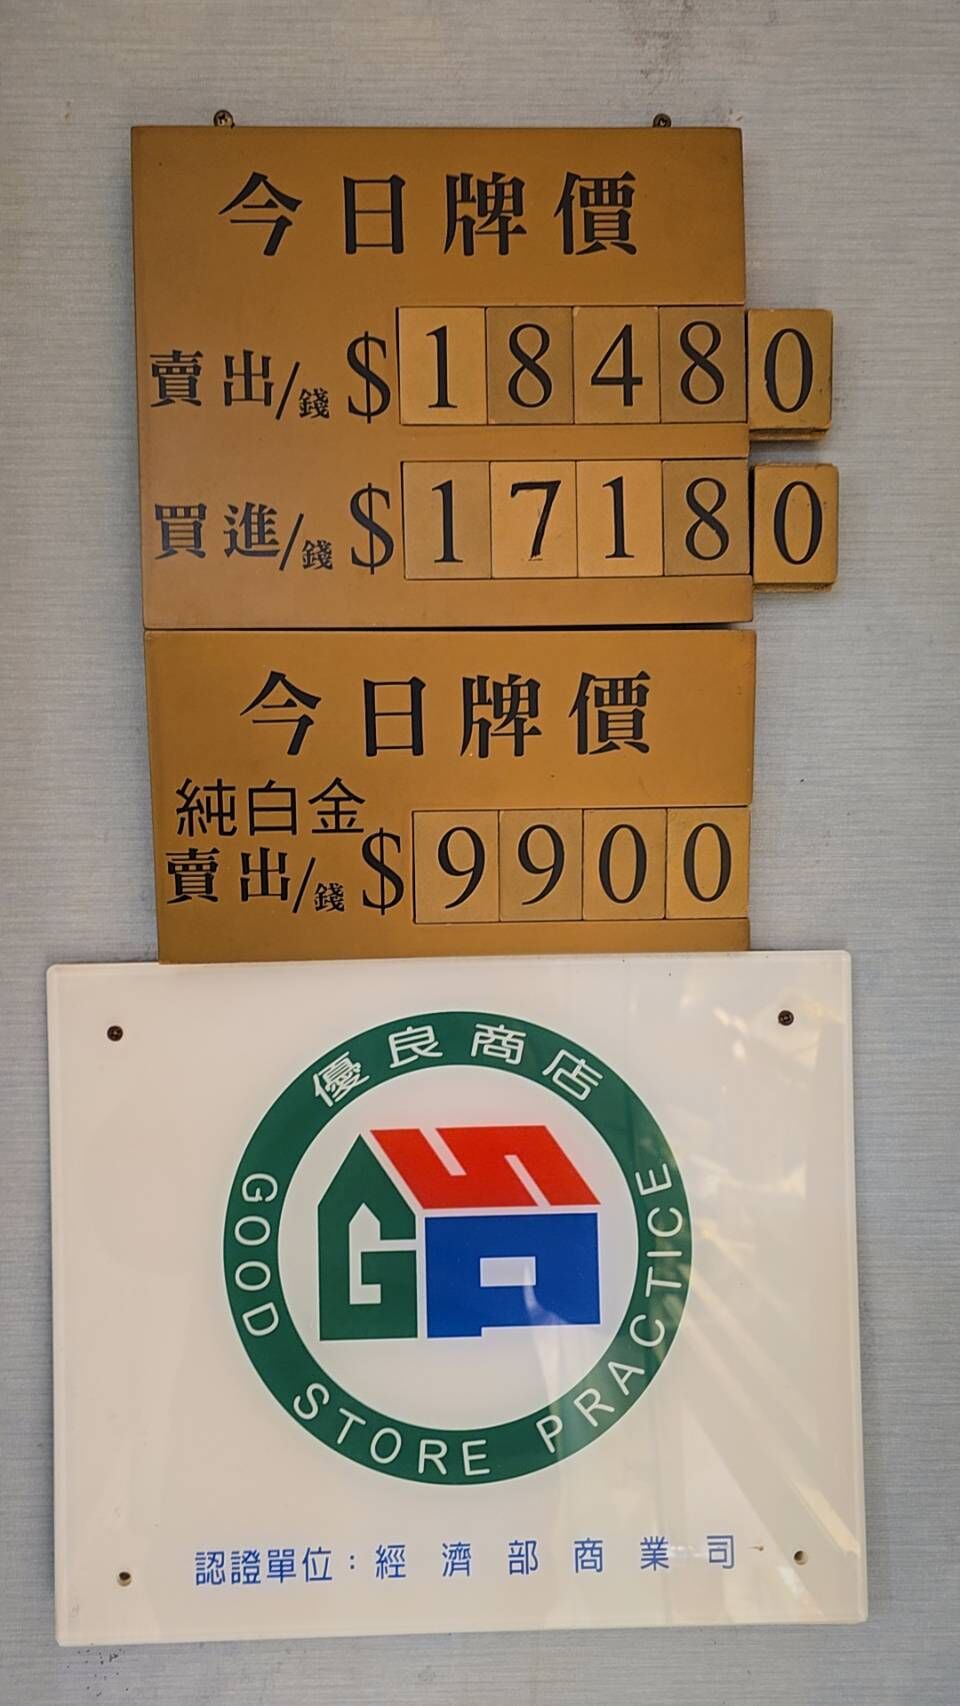 今日牌價
賣出/錢 $18480
買進/錢 $17180
今日牌價
純白金
賣出/錢 $9900
優良商店
GSP
GOOD STORE PRACTICE
認證單位：經濟部商業司